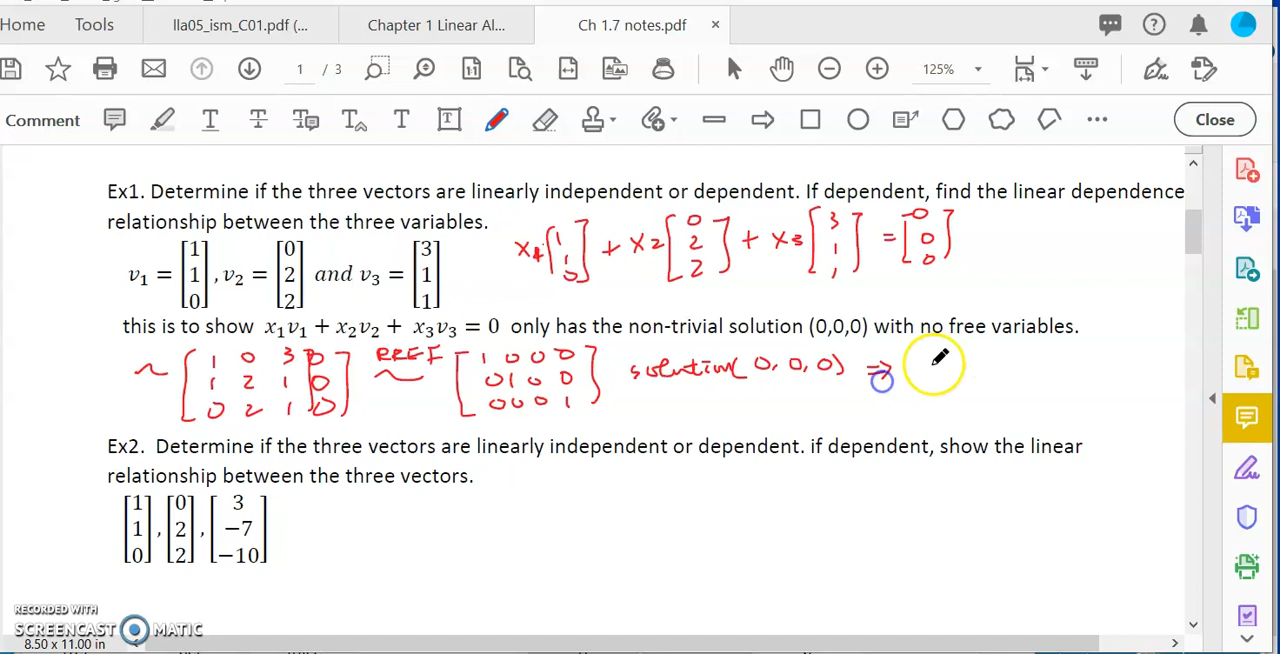 Home Tools lla05_ism_C01.pdf (... Chapter 1 Linear Al... Ch 1.7 notes.pdf ×
1 / 3 125%
Comment Close
Ex1. Determine if the three vectors are linearly independent or dependent. If dependent, find the linear dependence
relationship between the three variables.
v₁ = [1 1 0], v₂ = [0 2 2] and v₃ = [3 1 1]
x1 [1 1 0] + x2 [0 2 2] + x3 [3 1 1] = [0 0 0]
this is to show x₁v₁ + x₂v₂ + x₃v₃ = 0 only has the non-trivial solution (0,0,0) with no free variables.
~ [1 0 3 0
1 2 1 0
0 2 1 0] RREF ~ [1 0 0 0
0 1 0 0
0 0 0 1] solution (0, 0, 0) ⇒
Ex2. Determine if the three vectors are linearly independent or dependent. if dependent, show the linear
relationship between the three vectors.
[1 1 0], [0 2 2], [3 −7 −10]
RECORDED WITH
SCREENCAST MATIC
8.50 x 11.00 in